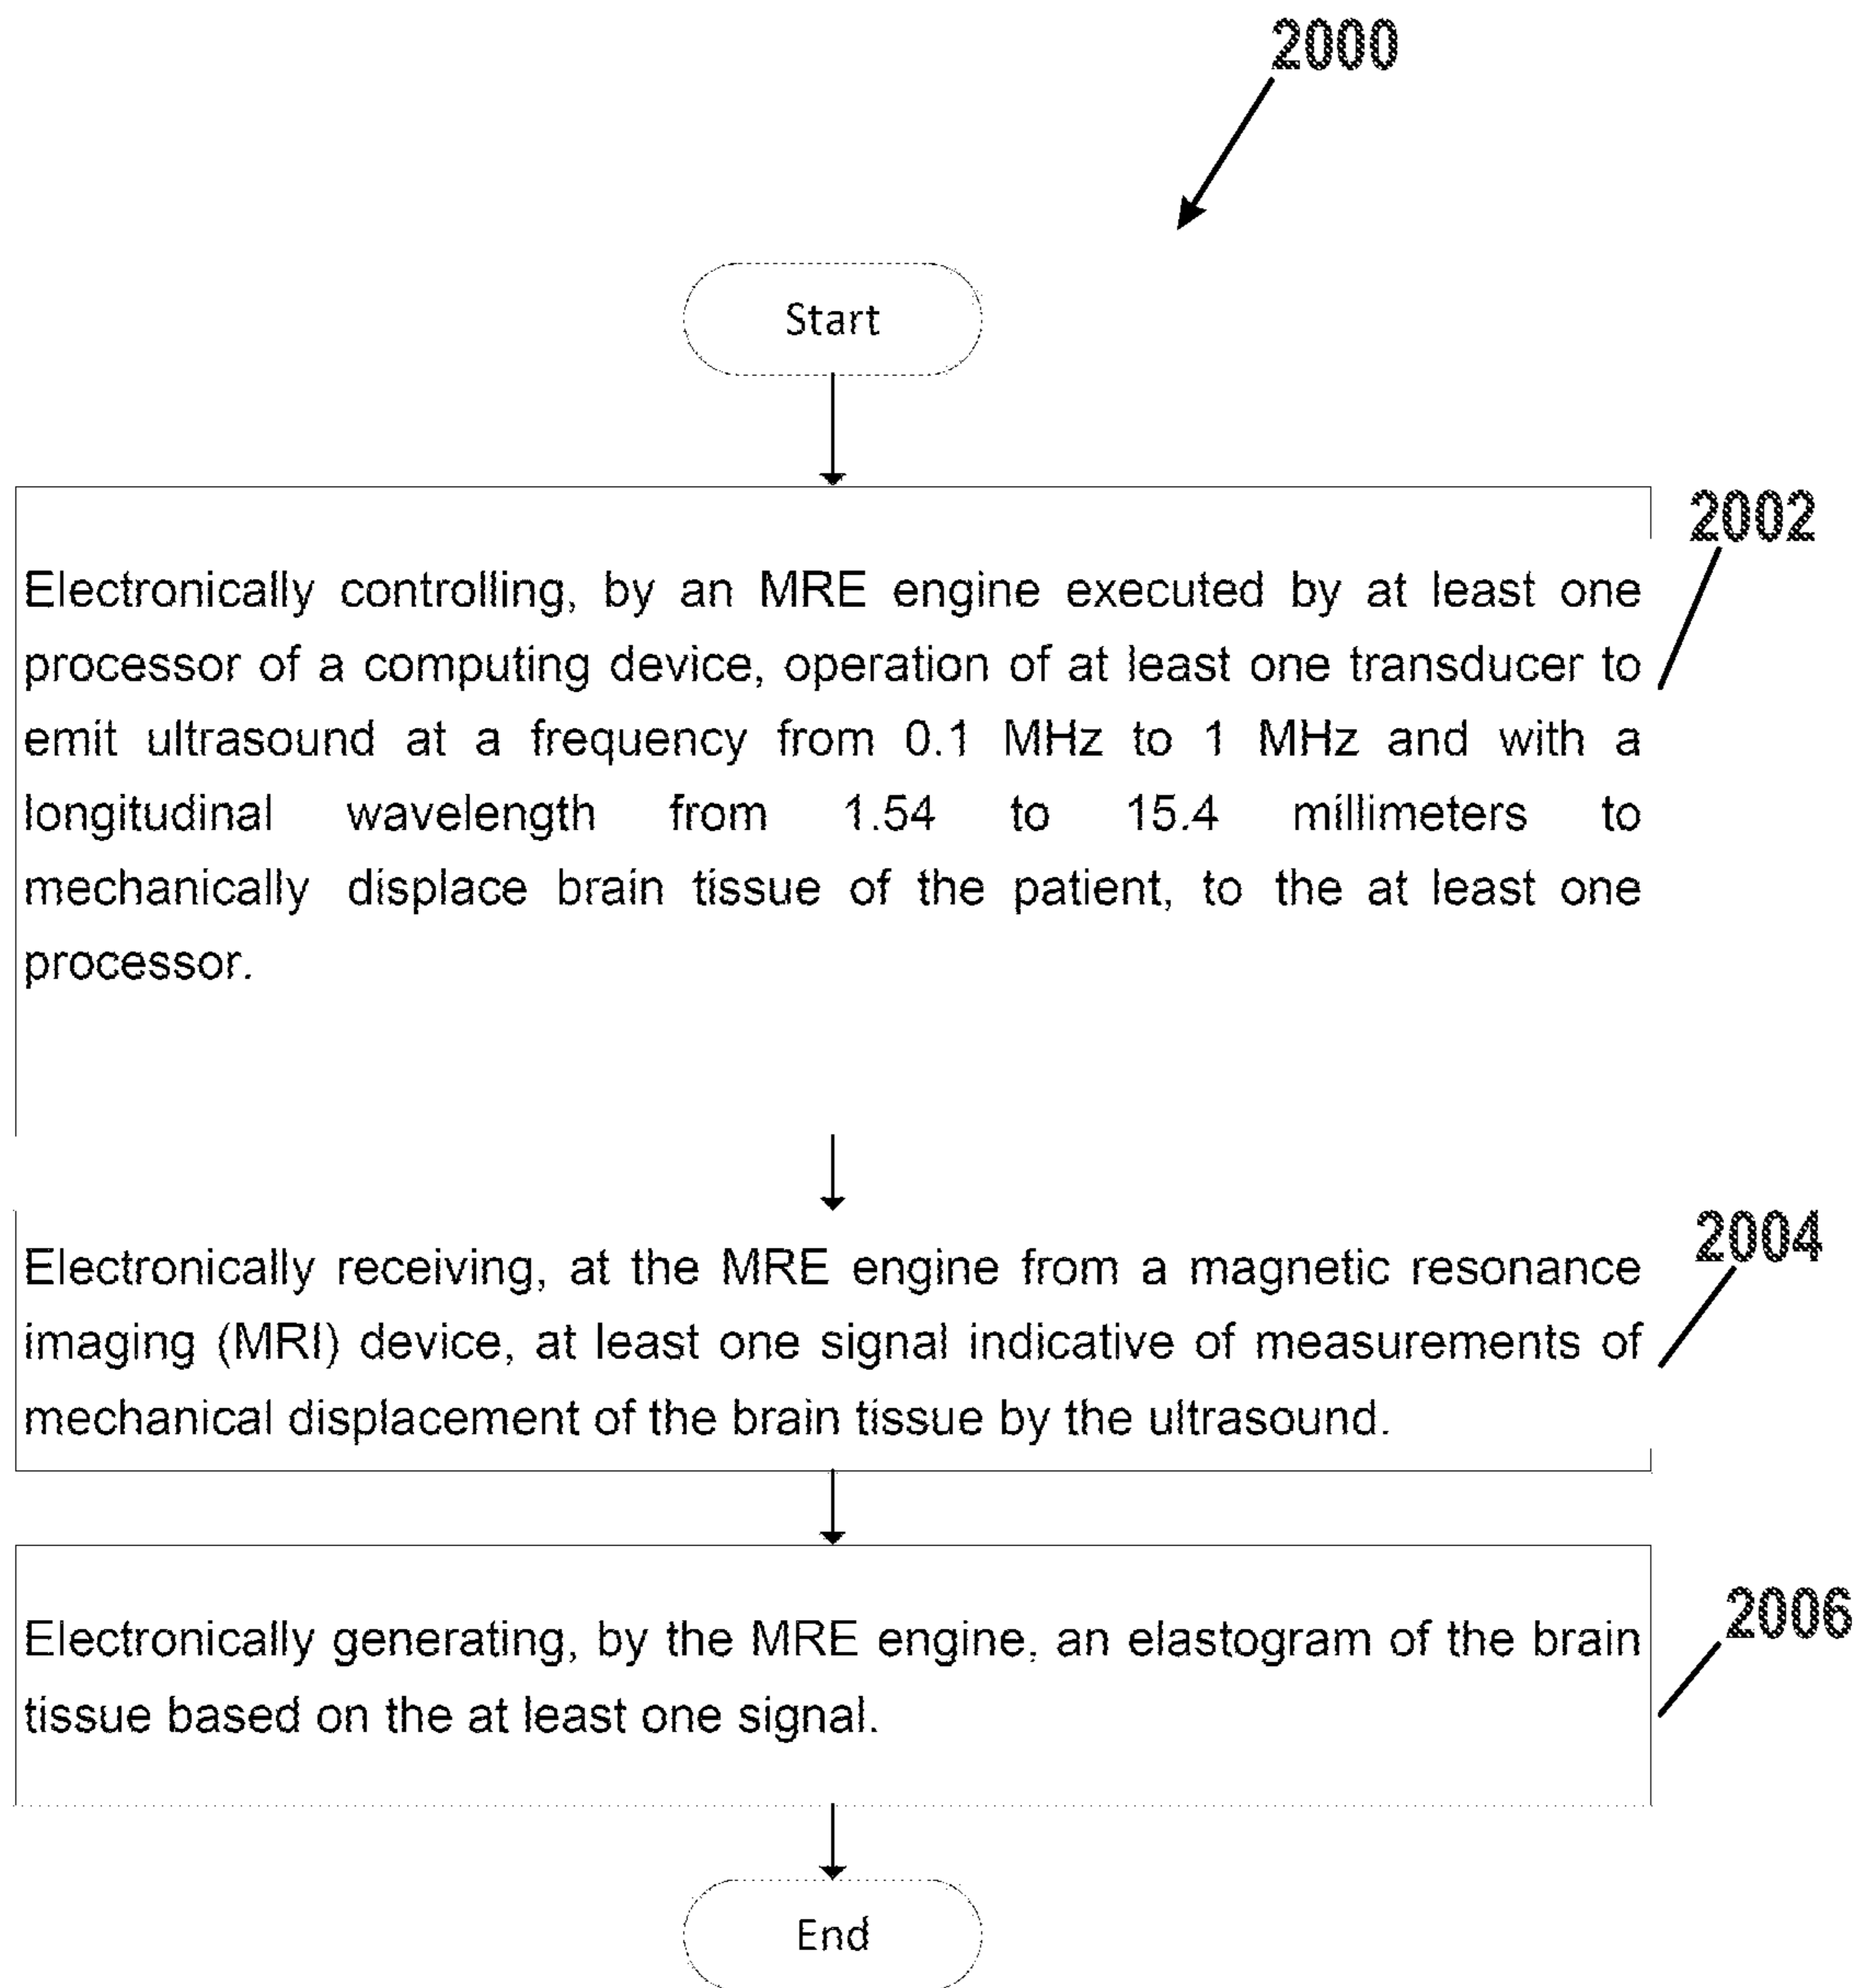 2000
Start
2002
Electronically controlling, by an MRE engine executed by at least one
processor of a computing device, operation of at least one transducer to
emit ultrasound at a frequency from 0.1 MHz to 1 MHz and with a
longitudinal wavelength from 1.54 to 15.4 millimeters to
mechanically displace brain tissue of the patient, to the at least one
processor.
2004
Electronically receiving, at the MRE engine from a magnetic resonance
imaging (MRI) device, at least one signal indicative of measurements of
mechanical displacement of the brain tissue by the ultrasound.
2006
Electronically generating, by the MRE engine, an elastogram of the brain
tissue based on the at least one signal.
End